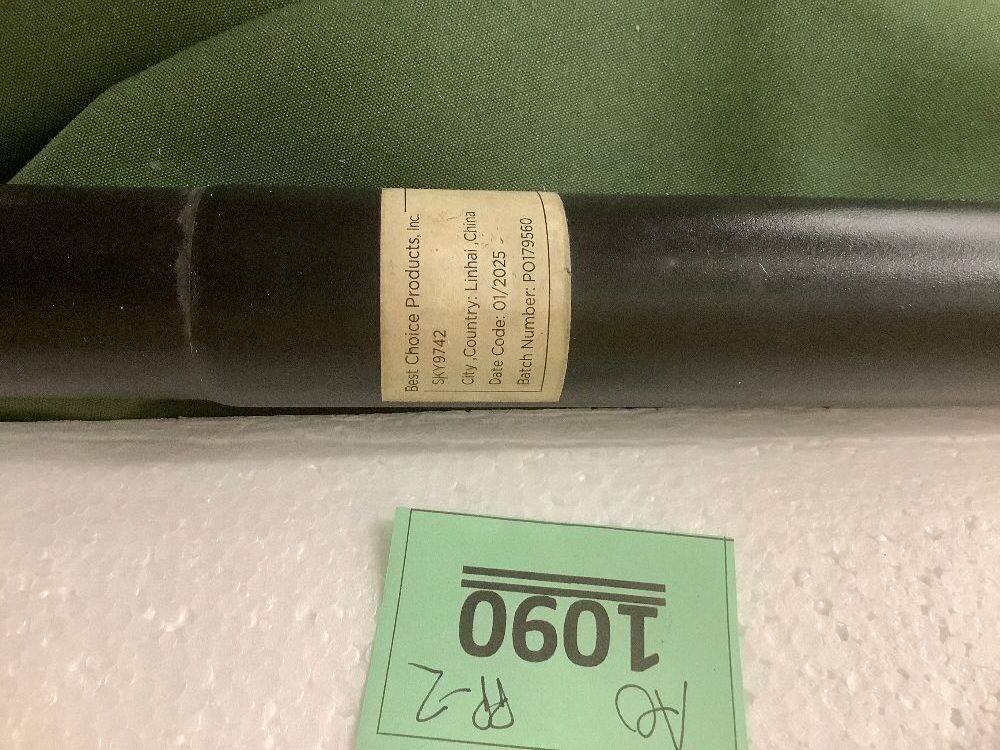 Best Choice Products, Inc.
SKY9742
City ,Country: Linhai ,China
Date Code: 01/2025
Batch Number: PO179560
1090